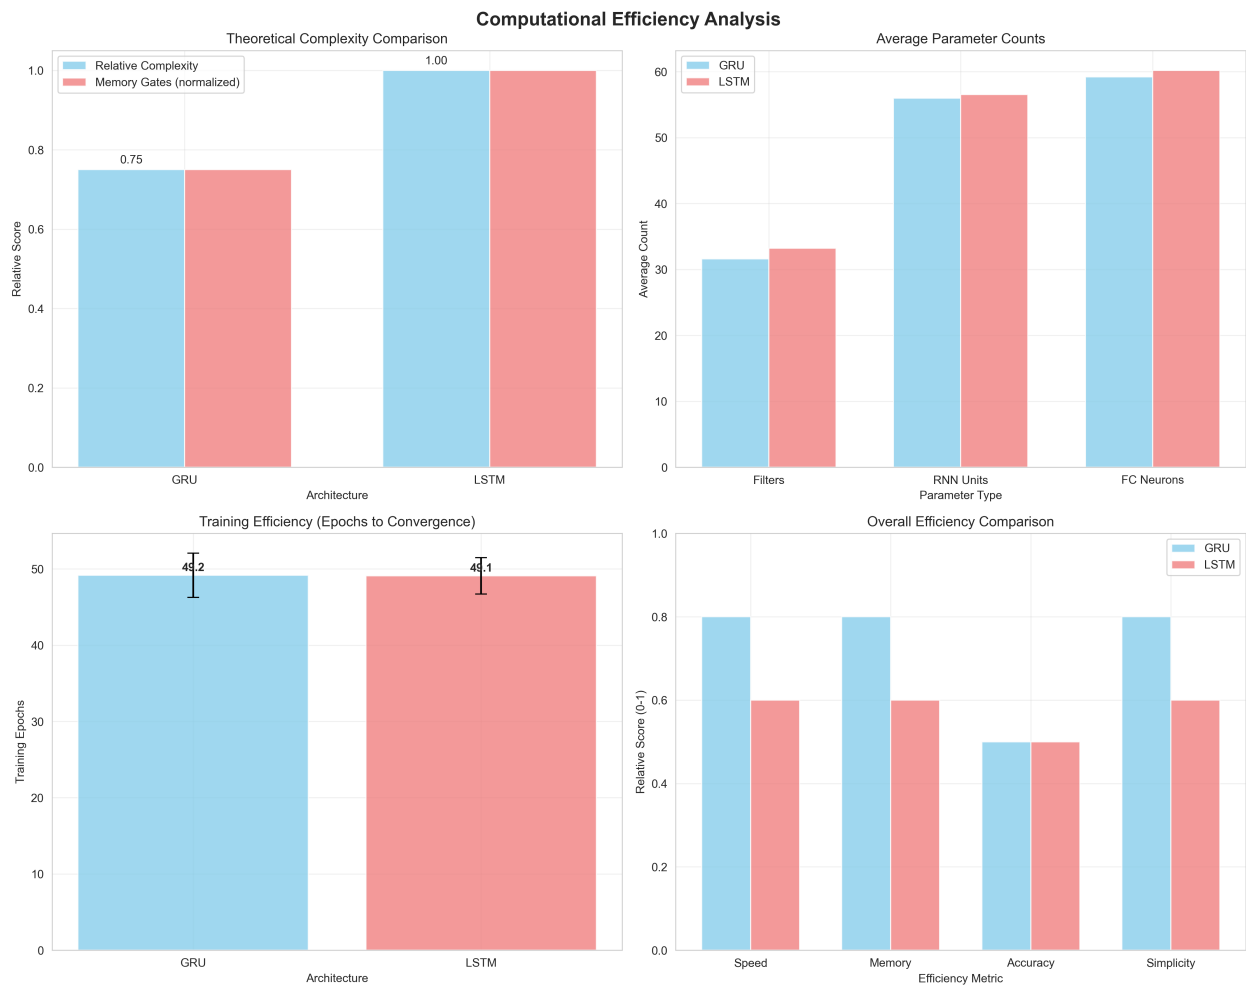 Computational Efficiency Analysis
Theoretical Complexity Comparison
Relative Complexity
Memory Gates (normalized)
1.00
0.75
1.0
0.8
0.6
0.4
0.2
0.0
Relative Score
GRU
LSTM
Architecture
Average Parameter Counts
GRU
LSTM
60
50
40
30
20
10
0
Average Count
Filters
RNN Units
FC Neurons
Parameter Type
Training Efficiency (Epochs to Convergence)
49.2
49.1
50
40
30
20
10
0
Training Epochs
GRU
LSTM
Architecture
Overall Efficiency Comparison
GRU
LSTM
1.0
0.8
0.6
0.4
0.2
0.0
Relative Score (0-1)
Speed
Memory
Accuracy
Simplicity
Efficiency Metric